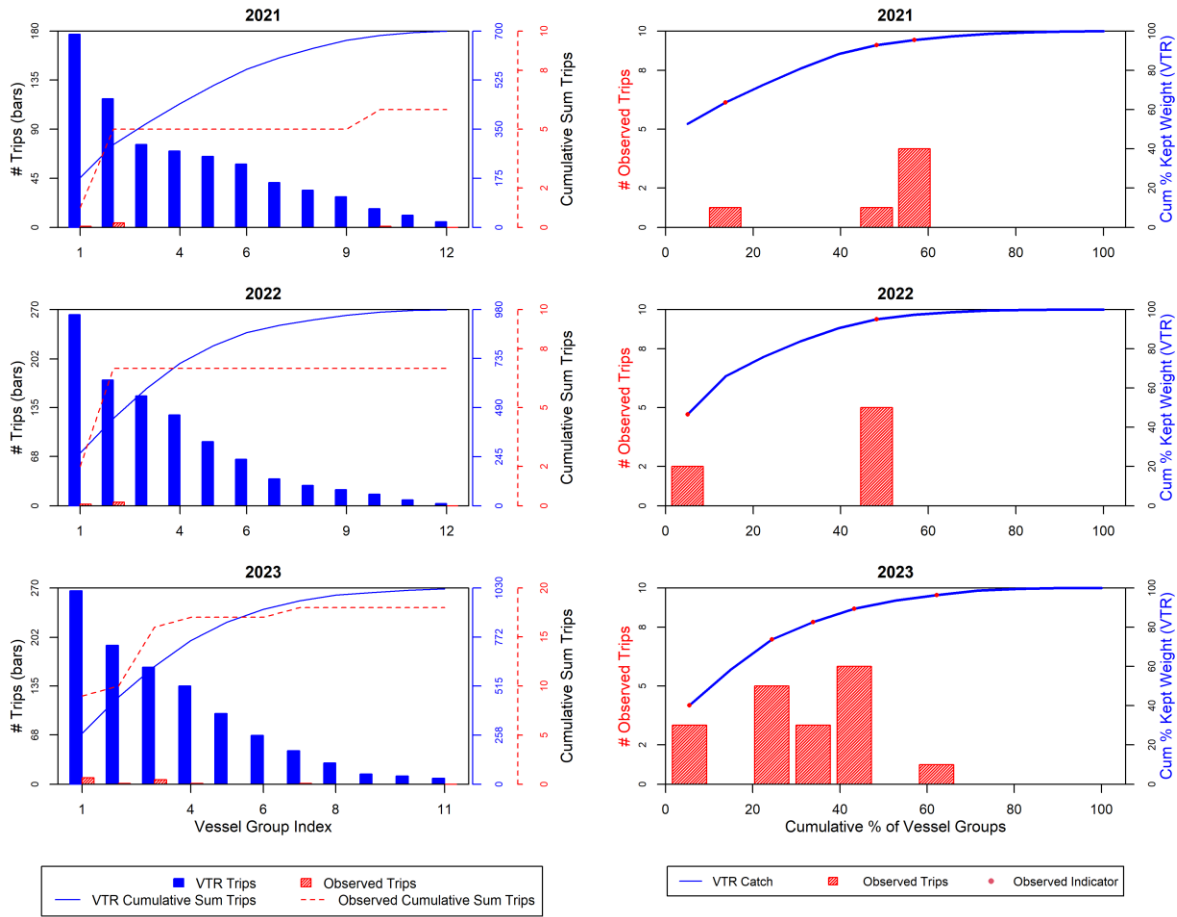 2021
# Trips (bars)
0 45 90 135 180
1 4 6 9 12
0 175 350 525 700
0 2 5 8 10
Cumulative Sum Trips
2021
# Observed Trips
0 2 5 8 10
0 20 40 60 80 100
0 20 40 60 80 100
Cum % Kept Weight (VTR)
2022
# Trips (bars)
0 68 135 202 270
1 4 6 9 12
0 245 490 735 980
0 2 5 8 10
Cumulative Sum Trips
2022
# Observed Trips
0 2 5 8 10
0 20 40 60 80 100
0 20 40 60 80 100
Cum % Kept Weight (VTR)
2023
# Trips (bars)
0 68 135 202 270
1 4 6 8 11
Vessel Group Index
0 258 515 772 1030
0 5 10 15 20
Cumulative Sum Trips
2023
# Observed Trips
0 2 5 8 10
0 20 40 60 80 100
Cumulative % of Vessel Groups
0 20 40 60 80 100
Cum % Kept Weight (VTR)
VTR Trips Observed Trips
VTR Cumulative Sum Trips Observed Cumulative Sum Trips
VTR Catch Observed Trips Observed Indicator